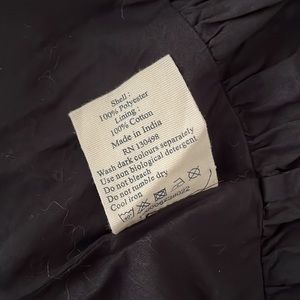 Shell :
100% Polyester
Lining :
100% Cotton
Made in India
RN 130498
Wash dark colours separately
Use non biological detergent
Do not bleach
Do not tumble dry
Cool iron